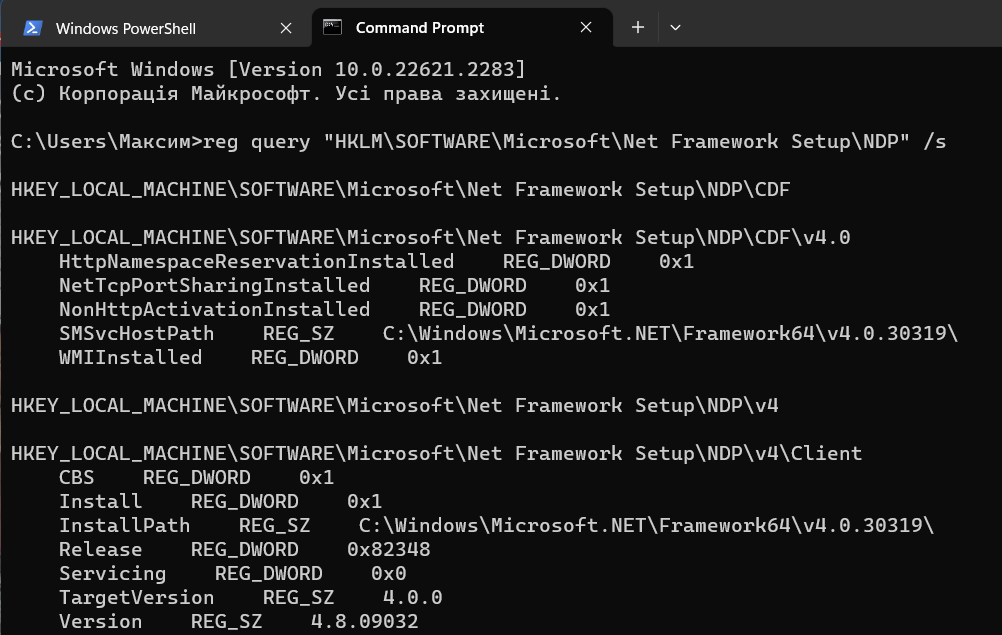 Windows PowerShell
Command Prompt
Microsoft Windows [Version 10.0.22621.2283]
(c) Корпорація Майкрософт. Усі права захищені.
C:\Users\Максим>reg query "HKLM\SOFTWARE\Microsoft\Net Framework Setup\NDP" /s
HKEY_LOCAL_MACHINE\SOFTWARE\Microsoft\Net Framework Setup\NDP\CDF
HKEY_LOCAL_MACHINE\SOFTWARE\Microsoft\Net Framework Setup\NDP\CDF\v4.0
HttpNamespaceReservationInstalled    REG_DWORD    0x1
NetTcpPortSharingInstalled    REG_DWORD    0x1
NonHttpActivationInstalled    REG_DWORD    0x1
SMSvcHostPath    REG_SZ    C:\Windows\Microsoft.NET\Framework64\v4.0.30319\
WMIInstalled    REG_DWORD    0x1
HKEY_LOCAL_MACHINE\SOFTWARE\Microsoft\Net Framework Setup\NDP\v4
HKEY_LOCAL_MACHINE\SOFTWARE\Microsoft\Net Framework Setup\NDP\v4\Client
CBS    REG_DWORD    0x1
Install    REG_DWORD    0x1
InstallPath    REG_SZ    C:\Windows\Microsoft.NET\Framework64\v4.0.30319\
Release    REG_DWORD    0x82348
Servicing    REG_DWORD    0x0
TargetVersion    REG_SZ    4.0.0
Version    REG_SZ    4.8.09032